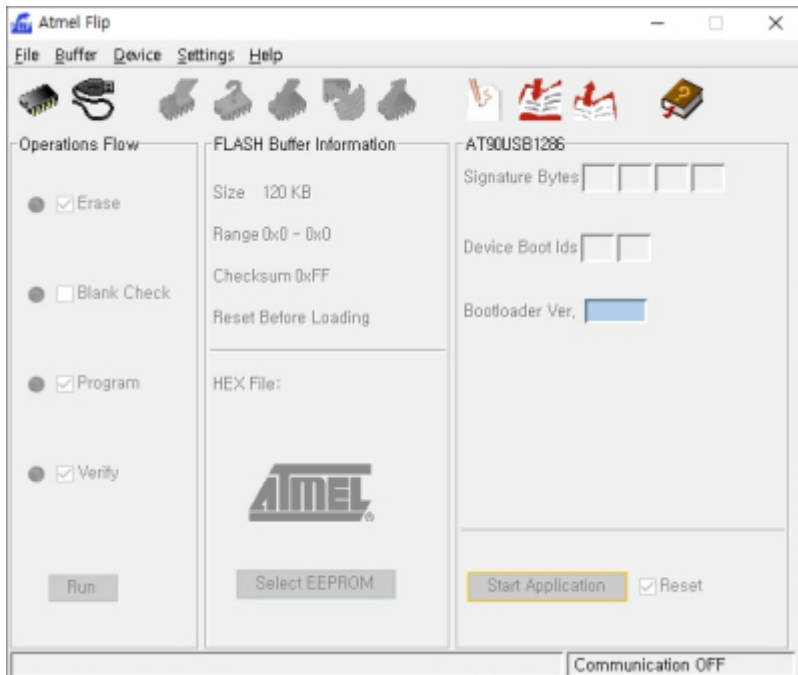 Atmel Flip
File Buffer Device Settings Help
Operations Flow
Erase
Blank Check
Program
Verify
Run
FLASH Buffer Information
Size 120 KB
Range 0x0 - 0x0
Checksum 0xFF
Reset Before Loading
HEX File:
ATMEL
Select EEPROM
AT90USB1286
Signature Bytes
Device Boot Ids
Bootloader Ver.
Start Application
Reset
Communication OFF